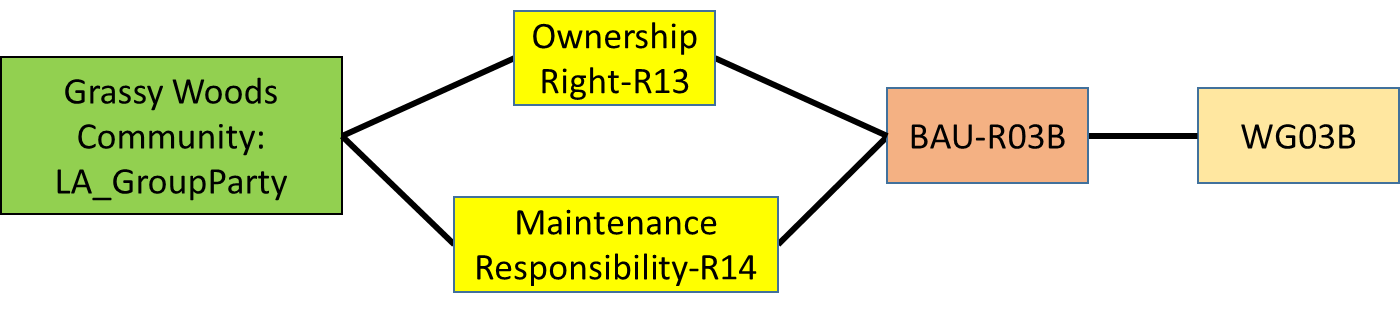 Grassy Woods
Community:
LA_GroupParty
Ownership
Right-R13
Maintenance
Responsibility-R14
BAU-R03B
WG03B